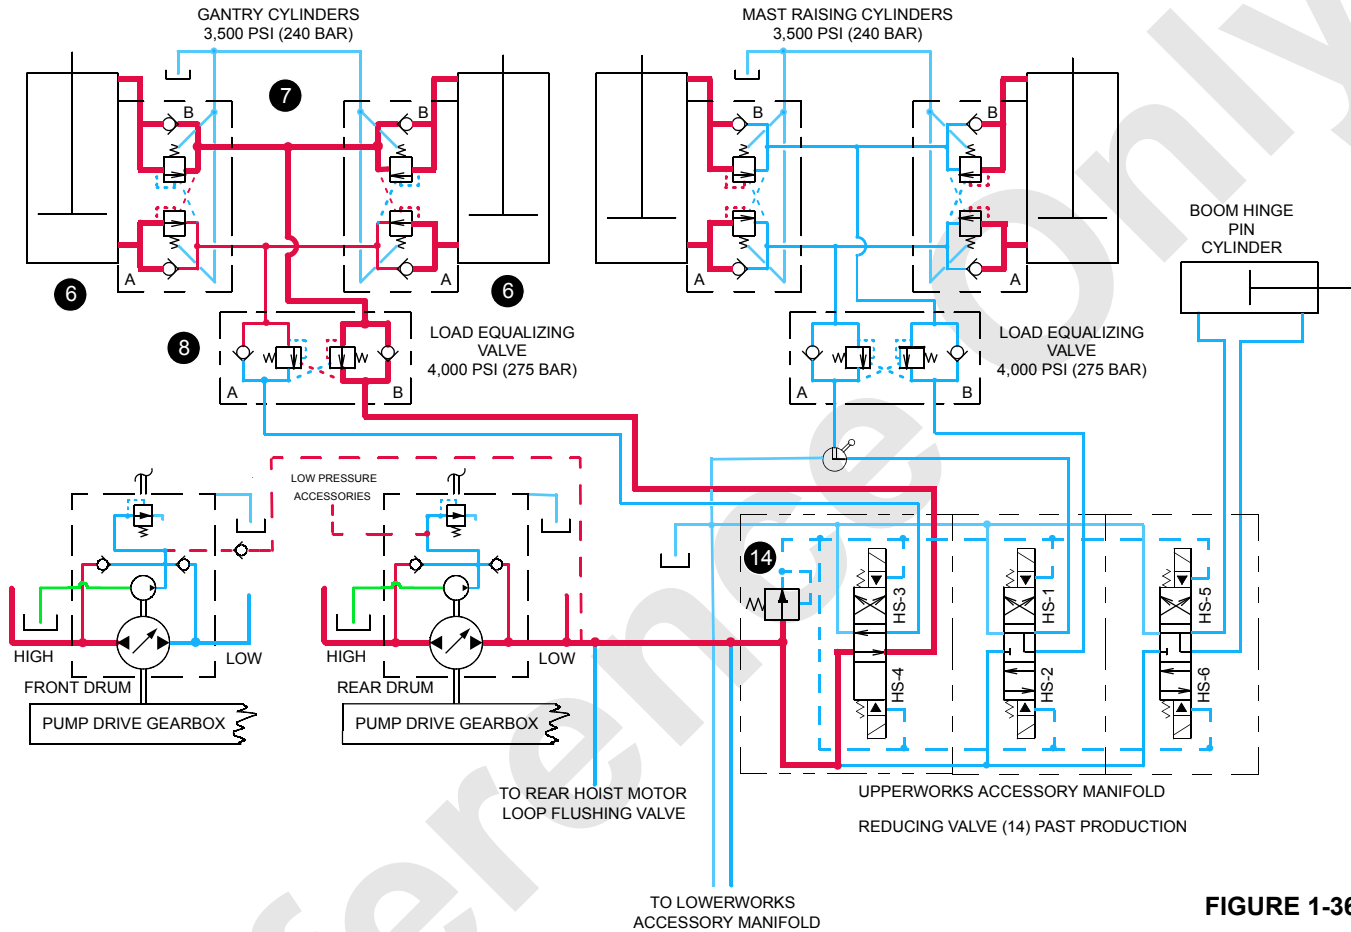 GANTRY CYLINDERS
3,500 PSI (240 BAR)
MAST RAISING CYLINDERS
3,500 PSI (240 BAR)
7
B
B
B
B
BOOM HINGE
PIN
CYLINDER
A
A
A
A
6
6
8
LOAD EQUALIZING
VALVE
4,000 PSI (275 BAR)
A
B
LOAD EQUALIZING
VALVE
4,000 PSI (275 BAR)
A
B
LOW PRESSURE
ACCESSORIES
14
HS-3
HS-1
HS-5
HIGH
LOW
HIGH
LOW
HS-4
HS-2
HS-6
FRONT DRUM
REAR DRUM
PUMP DRIVE GEARBOX
PUMP DRIVE GEARBOX
TO REAR HOIST MOTOR
LOOP FLUSHING VALVE
UPPERWORKS ACCESSORY MANIFOLD
REDUCING VALVE (14) PAST PRODUCTION
TO LOWERWORKS
ACCESSORY MANIFOLD
FIGURE 1-36
ference Only